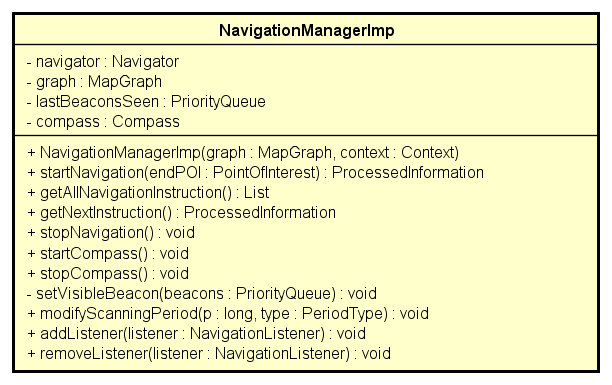 NavigationManagerImp
- navigator : Navigator
- graph : MapGraph
- lastBeaconsSeen : PriorityQueue
- compass : Compass
+ NavigationManagerImp(graph : MapGraph, context : Context)
+ startNavigation(endPOI : PointOfInterest) : ProcessedInformation
+ getAllNavigationInstruction() : List
+ getNextInstruction() : ProcessedInformation
+ stopNavigation() : void
+ startCompass() : void
+ stopCompass() : void
- setVisibleBeacon(beacons : PriorityQueue) : void
+ modifyScanningPeriod(p : long, type : PeriodType) : void
+ addListener(listener : NavigationListener) : void
+ removeListener(listener : NavigationListener) : void